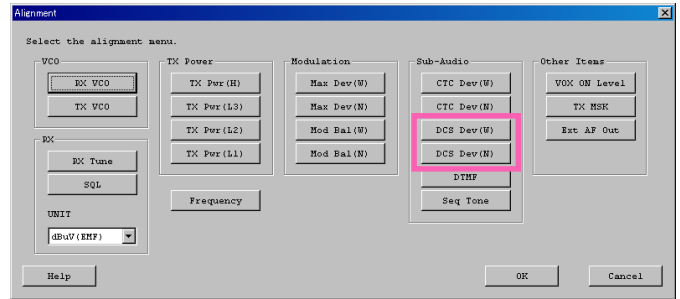 Alignment
Select the alignment menu.
VCO
RX VCO
TX VCO
RX
RX Tune
SQL
UNIT
dBuV(EMF)
TX Power
TX Pwr(H)
TX Pwr(L3)
TX Pwr(L2)
TX Pwr(L1)
Frequency
Modulation
Max Dev(W)
Max Dev(N)
Mod Bal(W)
Mod Bal(N)
Sub-Audio
CTC Dev(W)
CTC Dev(N)
DCS Dev(W)
DCS Dev(N)
DTMF
Seq Tone
Other Items
VOX ON Level
TX MSK
Ext AF Out
Help
OK
Cancel